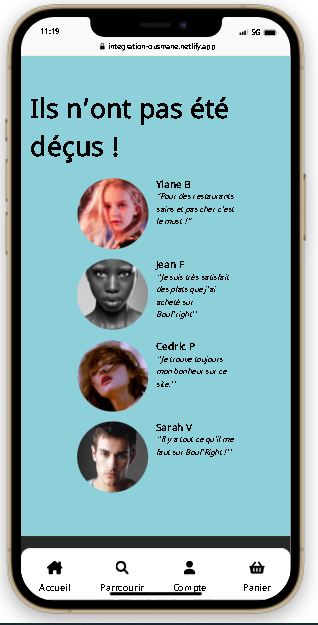 11:19
5G
integration-ousmane.netlify.app
Ils n'ont pas été
déçus !
Ylane B
"Pour des restaurants
sains et pas cher c'est
le must !"
Jean F
"Je suis très satisfait
des plats que j'ai
acheté sur
Bouf'right"
Cedric P
"Je trouve toujours
mon bonheur sur ce
site."
Sarah V
"Il y a tout ce qu'il me
faut sur Bouf'Right !"
Accueil
Parcourir
Compte
Panier